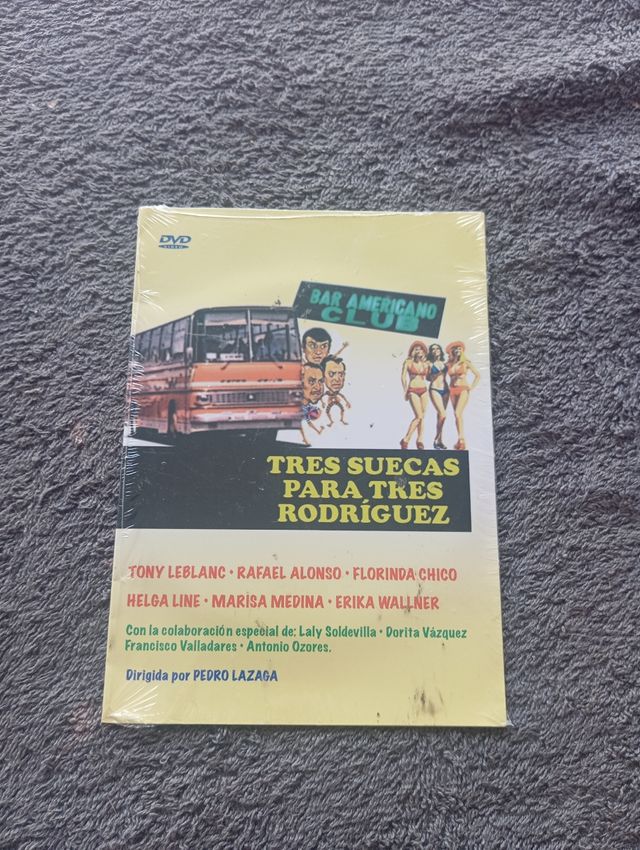 DVD
VIDEO
BAR AMERICANO
CLUB
TRES SUECAS
PARA TRES
RODRÍGUEZ
TONY LEBLANC · RAFAEL ALONSO · FLORINDA CHICO
HELGA LINE · MARISA MEDINA · ERIKA WALLNER
Con la colaboración especial de: Laly Soldevilla · Dorita Vázquez
Francisco Valladares · Antonio Ozores.
Dirigida por PEDRO LAZAGA